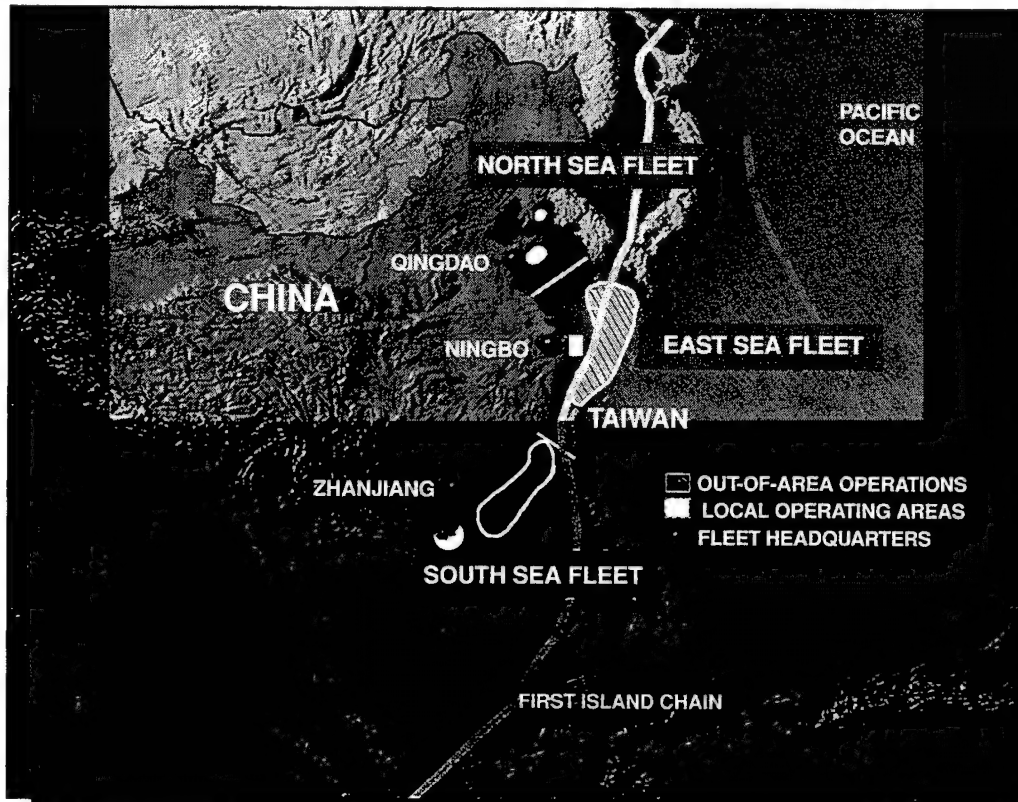 PACIFIC
OCEAN
NORTH SEA FLEET
QINGDAO
CHINA
NINGBO
EAST SEA FLEET
TAIWAN
ZHANJIANG
OUT-OF-AREA OPERATIONS
LOCAL OPERATING AREAS
FLEET HEADQUARTERS
SOUTH SEA FLEET
FIRST ISLAND CHAIN